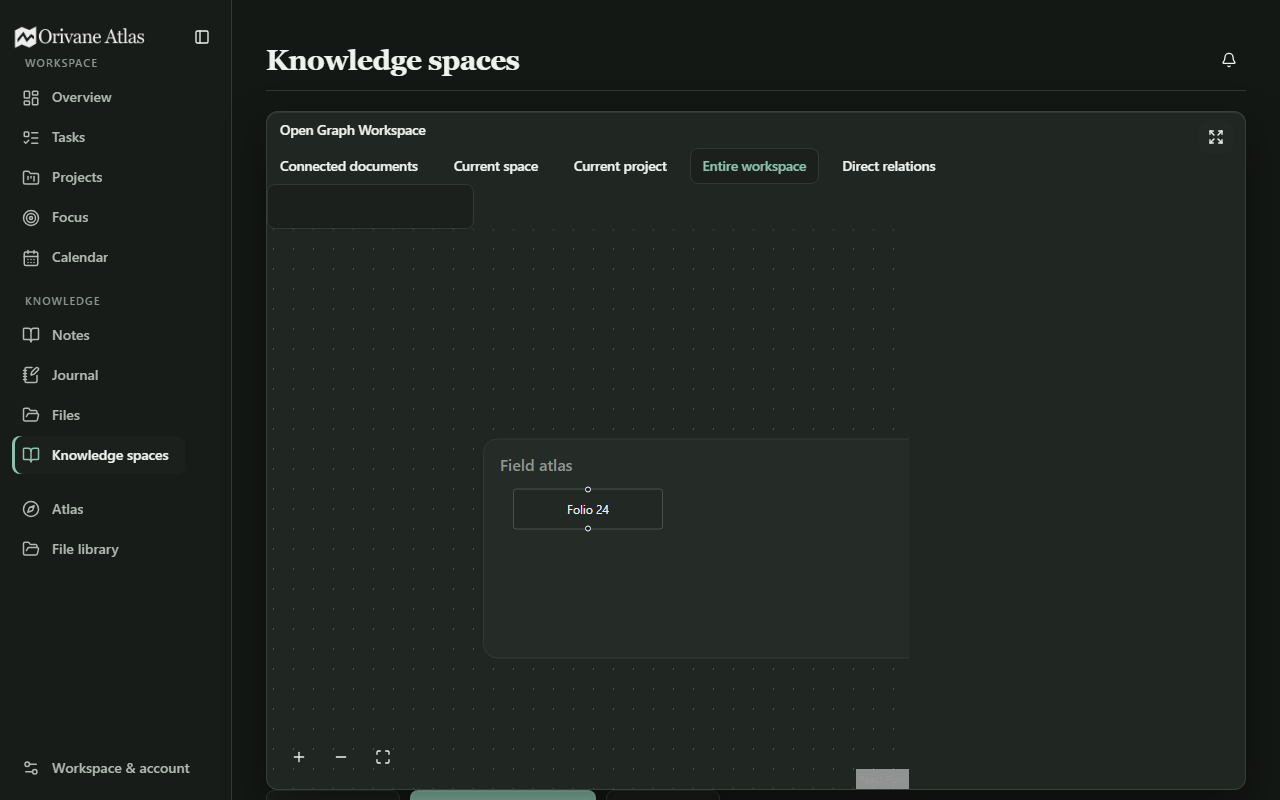 Orivane Atlas
WORKSPACE
Overview
Tasks
Projects
Focus
Calendar
KNOWLEDGE
Notes
Journal
Files
Knowledge spaces
Atlas
File library
Workspace & account
Knowledge spaces
Open Graph Workspace
Connected documents
Current space
Current project
Entire workspace
Direct relations
Field atlas
Folio 24